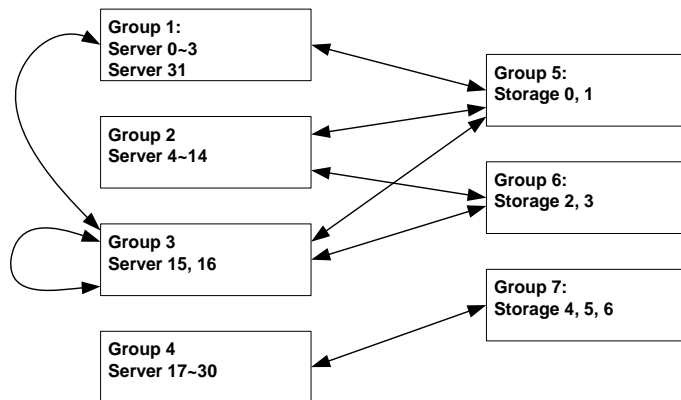 Group 1:
Server 0~3
Server 31
Group 2
Server 4~14
Group 3
Server 15, 16
Group 4
Server 17~30
Group 5:
Storage 0, 1
Group 6:
Storage 2, 3
Group 7:
Storage 4, 5, 6